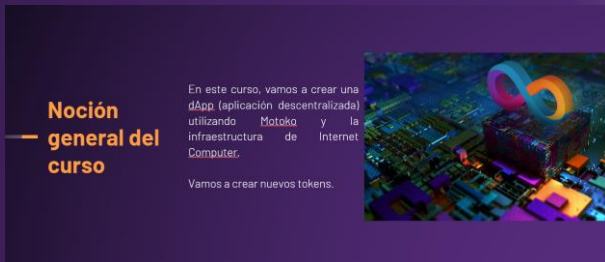 Noción
general del
curso
En este curso, vamos a crear una
dApp (aplicación descentralizada)
utilizando Motoko y la
infraestructura de Internet
Computer.
Vamos a crear nuevos tokens.